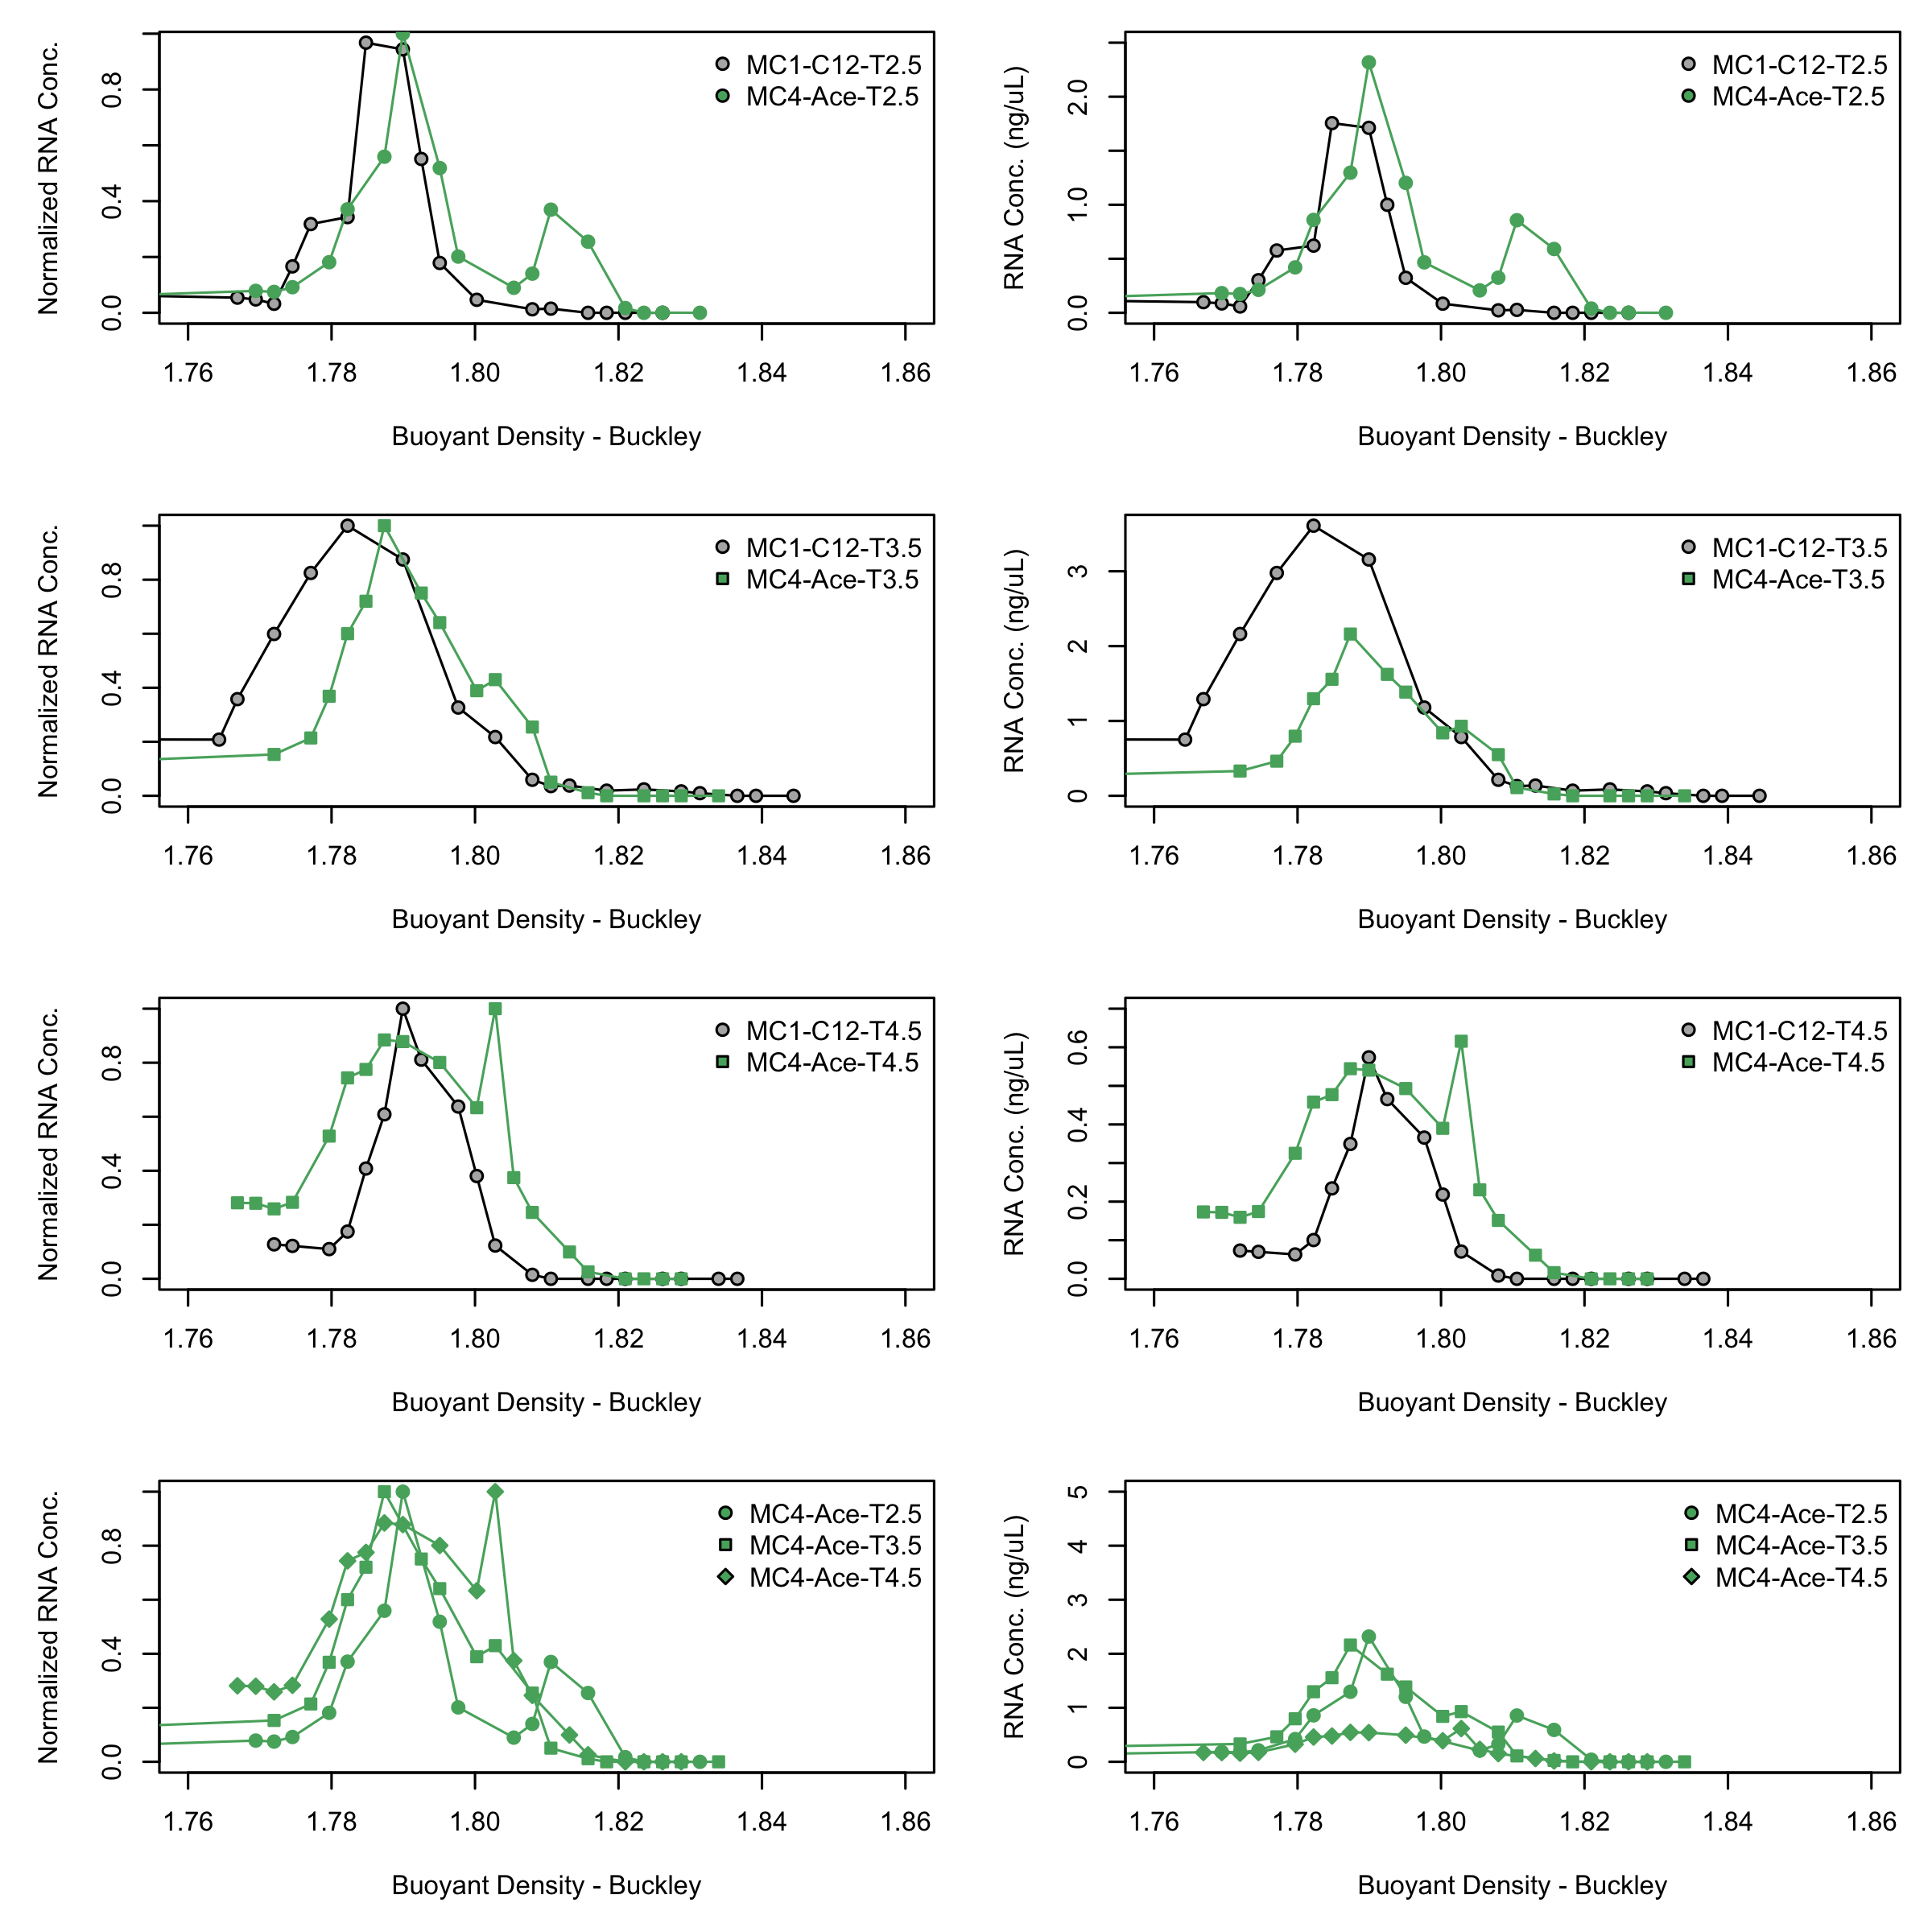 Normalized RNA Conc.
0.0 0.4 0.8
MC1-C12-T2.5
MC4-Ace-T2.5
1.76 1.78 1.80 1.82 1.84 1.86
Buoyant Density - Buckley
RNA Conc. (ng/uL)
0.0 1.0 2.0
MC1-C12-T2.5
MC4-Ace-T2.5
1.76 1.78 1.80 1.82 1.84 1.86
Buoyant Density - Buckley
Normalized RNA Conc.
0.0 0.4 0.8
MC1-C12-T3.5
MC4-Ace-T3.5
1.76 1.78 1.80 1.82 1.84 1.86
Buoyant Density - Buckley
RNA Conc. (ng/uL)
0 1 2 3
MC1-C12-T3.5
MC4-Ace-T3.5
1.76 1.78 1.80 1.82 1.84 1.86
Buoyant Density - Buckley
Normalized RNA Conc.
0.0 0.4 0.8
MC1-C12-T4.5
MC4-Ace-T4.5
1.76 1.78 1.80 1.82 1.84 1.86
Buoyant Density - Buckley
RNA Conc. (ng/uL)
0.0 0.2 0.4 0.6
MC1-C12-T4.5
MC4-Ace-T4.5
1.76 1.78 1.80 1.82 1.84 1.86
Buoyant Density - Buckley
Normalized RNA Conc.
0.0 0.4 0.8
MC4-Ace-T2.5
MC4-Ace-T3.5
MC4-Ace-T4.5
1.76 1.78 1.80 1.82 1.84 1.86
Buoyant Density - Buckley
RNA Conc. (ng/uL)
0 1 2 3 4 5
MC4-Ace-T2.5
MC4-Ace-T3.5
MC4-Ace-T4.5
1.76 1.78 1.80 1.82 1.84 1.86
Buoyant Density - Buckley